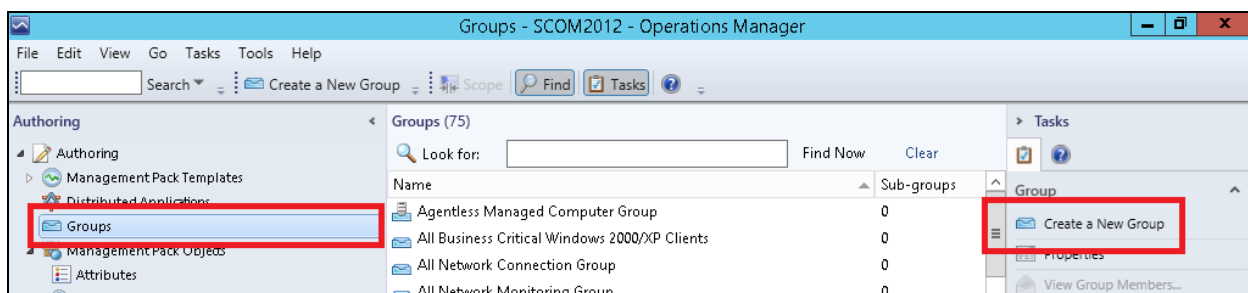 Groups - SCOM2012 - Operations Manager
File Edit View Go Tasks Tools Help
Search Create a New Group Scope Find Tasks
Authoring
Authoring
Management Pack Templates
Distributed Applications
Groups
Management Pack Objects
Attributes
Groups (75)
Look for: Find Now Clear
Name Sub-groups
Agentless Managed Computer Group 0
All Business Critical Windows 2000/XP Clients 0
All Network Connection Group 0
All Network Monitoring Group 0
Tasks
Group
Create a New Group
Properties
View Group Members...